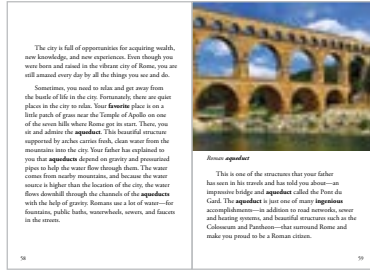 The city is full of opportunities for acquiring wealth,
new knowledge, and new experiences. Even though you
were born and raised in the vibrant city of Rome, you are
still amazed every day by all the things you see and do.
Sometimes, you need to relax and get away from
the bustle of life in the city. Fortunately, there are quiet
places in the city to relax. Your favorite place is on a
little patch of grass near the Temple of Apollo on one
of the seven hills where Rome got its start. There, you
sit and admire the aqueduct. This beautiful structure
supported by arches carries fresh, clean water from the
mountains into the city. Your father has explained to
you that aqueducts depend on gravity and pressurized
pipes to help the water flow through them. The water
comes from nearby mountains, and because the water
source is higher than the location of the city, the water
flows downhill through the channels of the aqueducts
with the help of gravity. Romans use a lot of water—for
fountains, public baths, waterwheels, sewers, and faucets
in the streets.
58
Roman aqueduct
This is one of the structures that your father
has seen in his travels and has told you about—an
impressive bridge and aqueduct called the Pont du
Gard. The aqueduct is just one of many ingenious
accomplishments—in addition to road networks, sewer
and heating systems, and beautiful structures such as the
Colosseum and Pantheon—that surround Rome and
make you proud to be a Roman citizen.
59